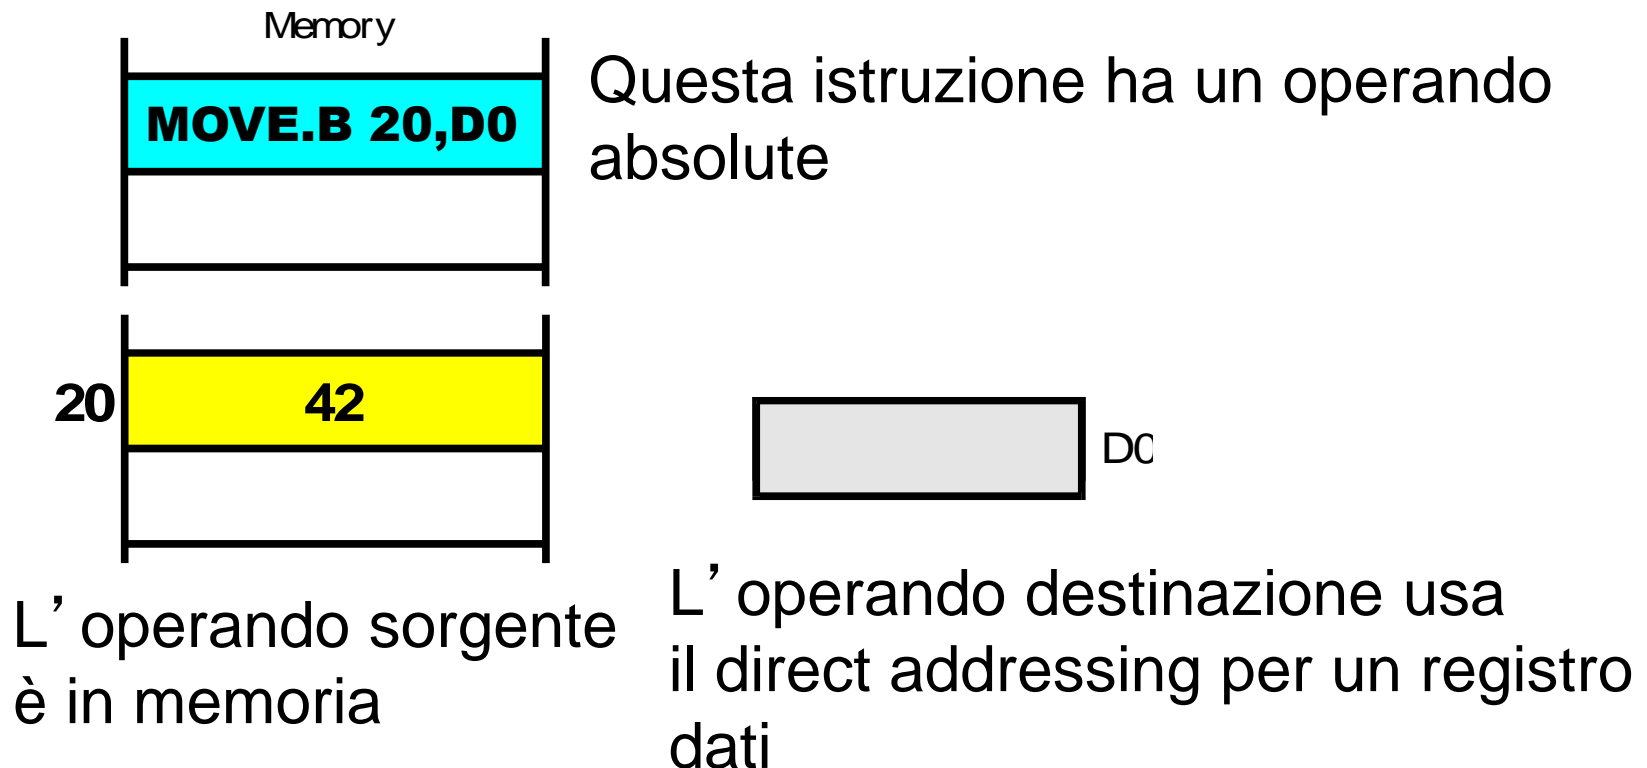 Memory
MOVE.B 20,D0
Questa istruzione ha un operando
absolute
20
42
D0
L’operando sorgente
è in memoria
L’operando destinazione usa
il direct addressing per un registro
dati